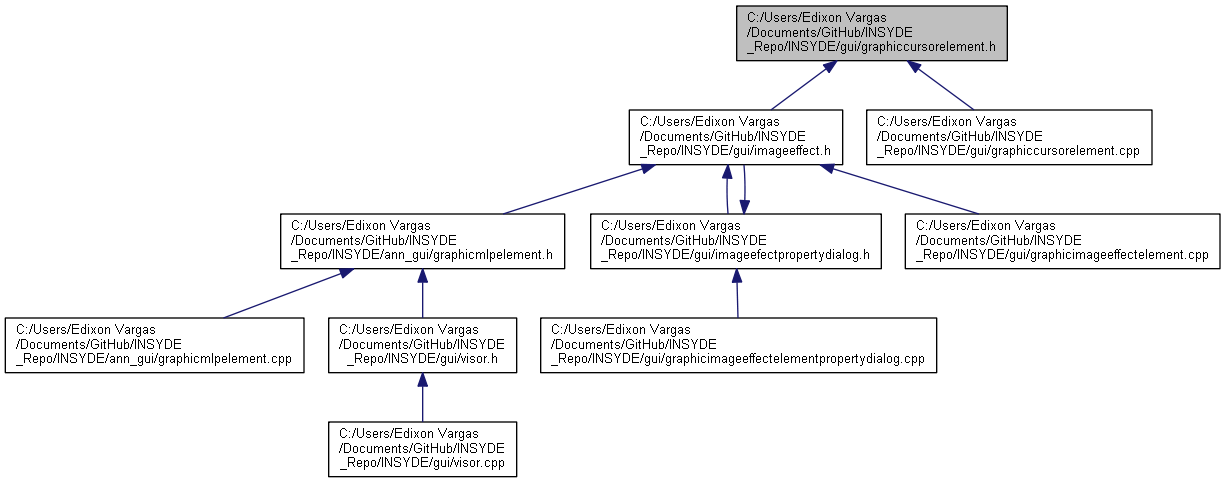 C:/Users/Edixon Vargas
/Documents/GitHub/INSYDE
_Repo/INSYDE/gui/graphiccursorelement.h
C:/Users/Edixon Vargas
/Documents/GitHub/INSYDE
_Repo/INSYDE/gui/imageeffect.h
C:/Users/Edixon Vargas
/Documents/GitHub/INSYDE
_Repo/INSYDE/gui/graphiccursorelement.cpp
C:/Users/Edixon Vargas
/Documents/GitHub/INSYDE
_Repo/INSYDE/ann_gui/graphicmlpelement.h
C:/Users/Edixon Vargas
/Documents/GitHub/INSYDE
_Repo/INSYDE/gui/imageefectpropertydialog.h
C:/Users/Edixon Vargas
/Documents/GitHub/INSYDE
_Repo/INSYDE/gui/graphicimageeffectelement.cpp
C:/Users/Edixon Vargas
/Documents/GitHub/INSYDE
_Repo/INSYDE/ann_gui/graphicmlpelement.cpp
C:/Users/Edixon Vargas
/Documents/GitHub/INSYDE
_Repo/INSYDE/gui/visor.h
C:/Users/Edixon Vargas
/Documents/GitHub/INSYDE
_Repo/INSYDE/gui/graphicimageeffectelementpropertydialog.cpp
C:/Users/Edixon Vargas
/Documents/GitHub/INSYDE
_Repo/INSYDE/gui/visor.cpp